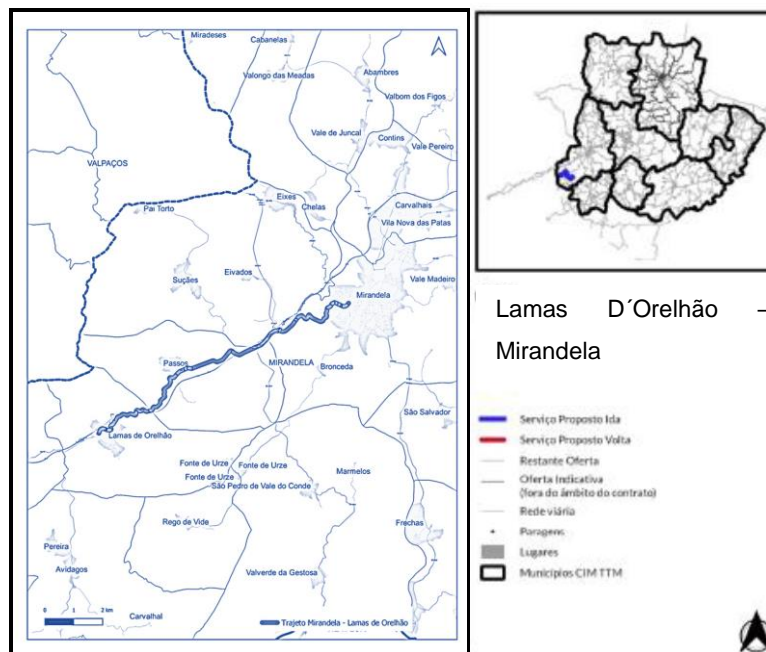 Miradeses
Cabanelas
Valongo das Meadas
Abambres
Valbom dos Figos
Vale de Juncal
Contins
Vale Pereiro
VALPAÇOS
Eixes
Chelas
Carvalhais
Pai Torto
Vila Nova das Patas
Suçães
Eivados
Vale Madeiro
Mirandela
Passos
MIRANDELA
Bronceda
São Salvador
Lamas de Orelhão
Fonte de Urze
Fonte de Urze
Fonte de Urze
Marmelos
São Pedro de Vale do Conde
Rego de Vide
Frechas
Pereira
Avidagos
Valverde da Gestosa
0 1 2 km
Carvalhal
Trajeto Mirandela - Lamas de Orelhão
Lamas D´Orelhão –
Mirandela
Serviço Proposto Ida
Serviço Proposto Volta
Restante Oferta
Oferta Indicativa
(fora do âmbito do contrato)
Rede viária
Paragens
Lugares
Municípios CIM TTM